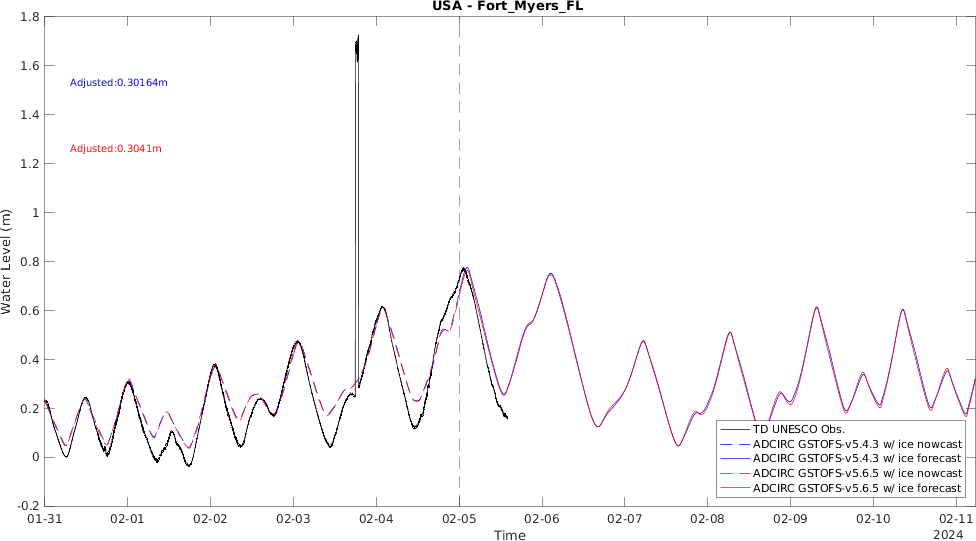 USA - Fort_Myers_FL
1.8
1.6
1.4
1.2
1
0.8
0.6
0.4
0.2
0
-0.2
Water Level (m)
Adjusted:0.30164m
Adjusted:0.3041m
TD UNESCO Obs.
ADCIRC GSTOFS-v5.4.3 w/ ice nowcast
ADCIRC GSTOFS-v5.4.3 w/ ice forecast
ADCIRC GSTOFS-v5.6.5 w/ ice nowcast
ADCIRC GSTOFS-v5.6.5 w/ ice forecast
01-31 02-01 02-02 02-03 02-04 02-05 02-06 02-07 02-08 02-09 02-10 02-11
Time
2024